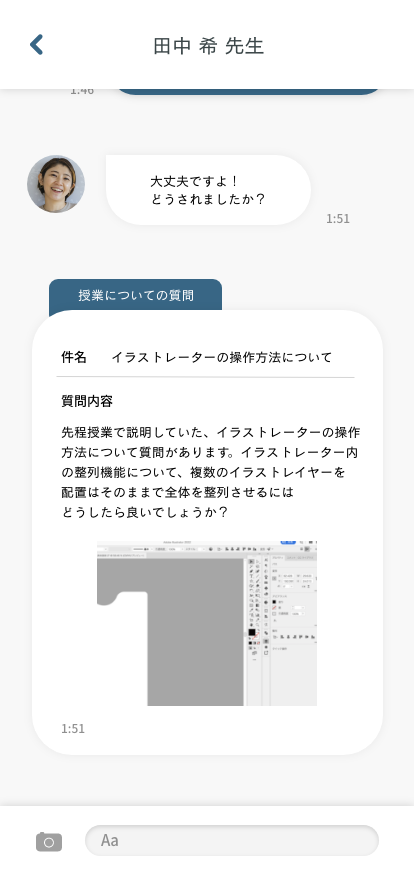 田中 希 先生
1:46
大丈夫ですよ！
どうされましたか？
1:51
授業についての質問
件名 イラストレーターの操作方法について
質問内容
先程授業で説明していた、イラストレーターの操作
方法について質問があります。イラストレーター内
の整列機能について、複数のイラストレイヤーを
配置はそのままで全体を整列させるには
どうしたら良いでしょうか？
1:51
Aa